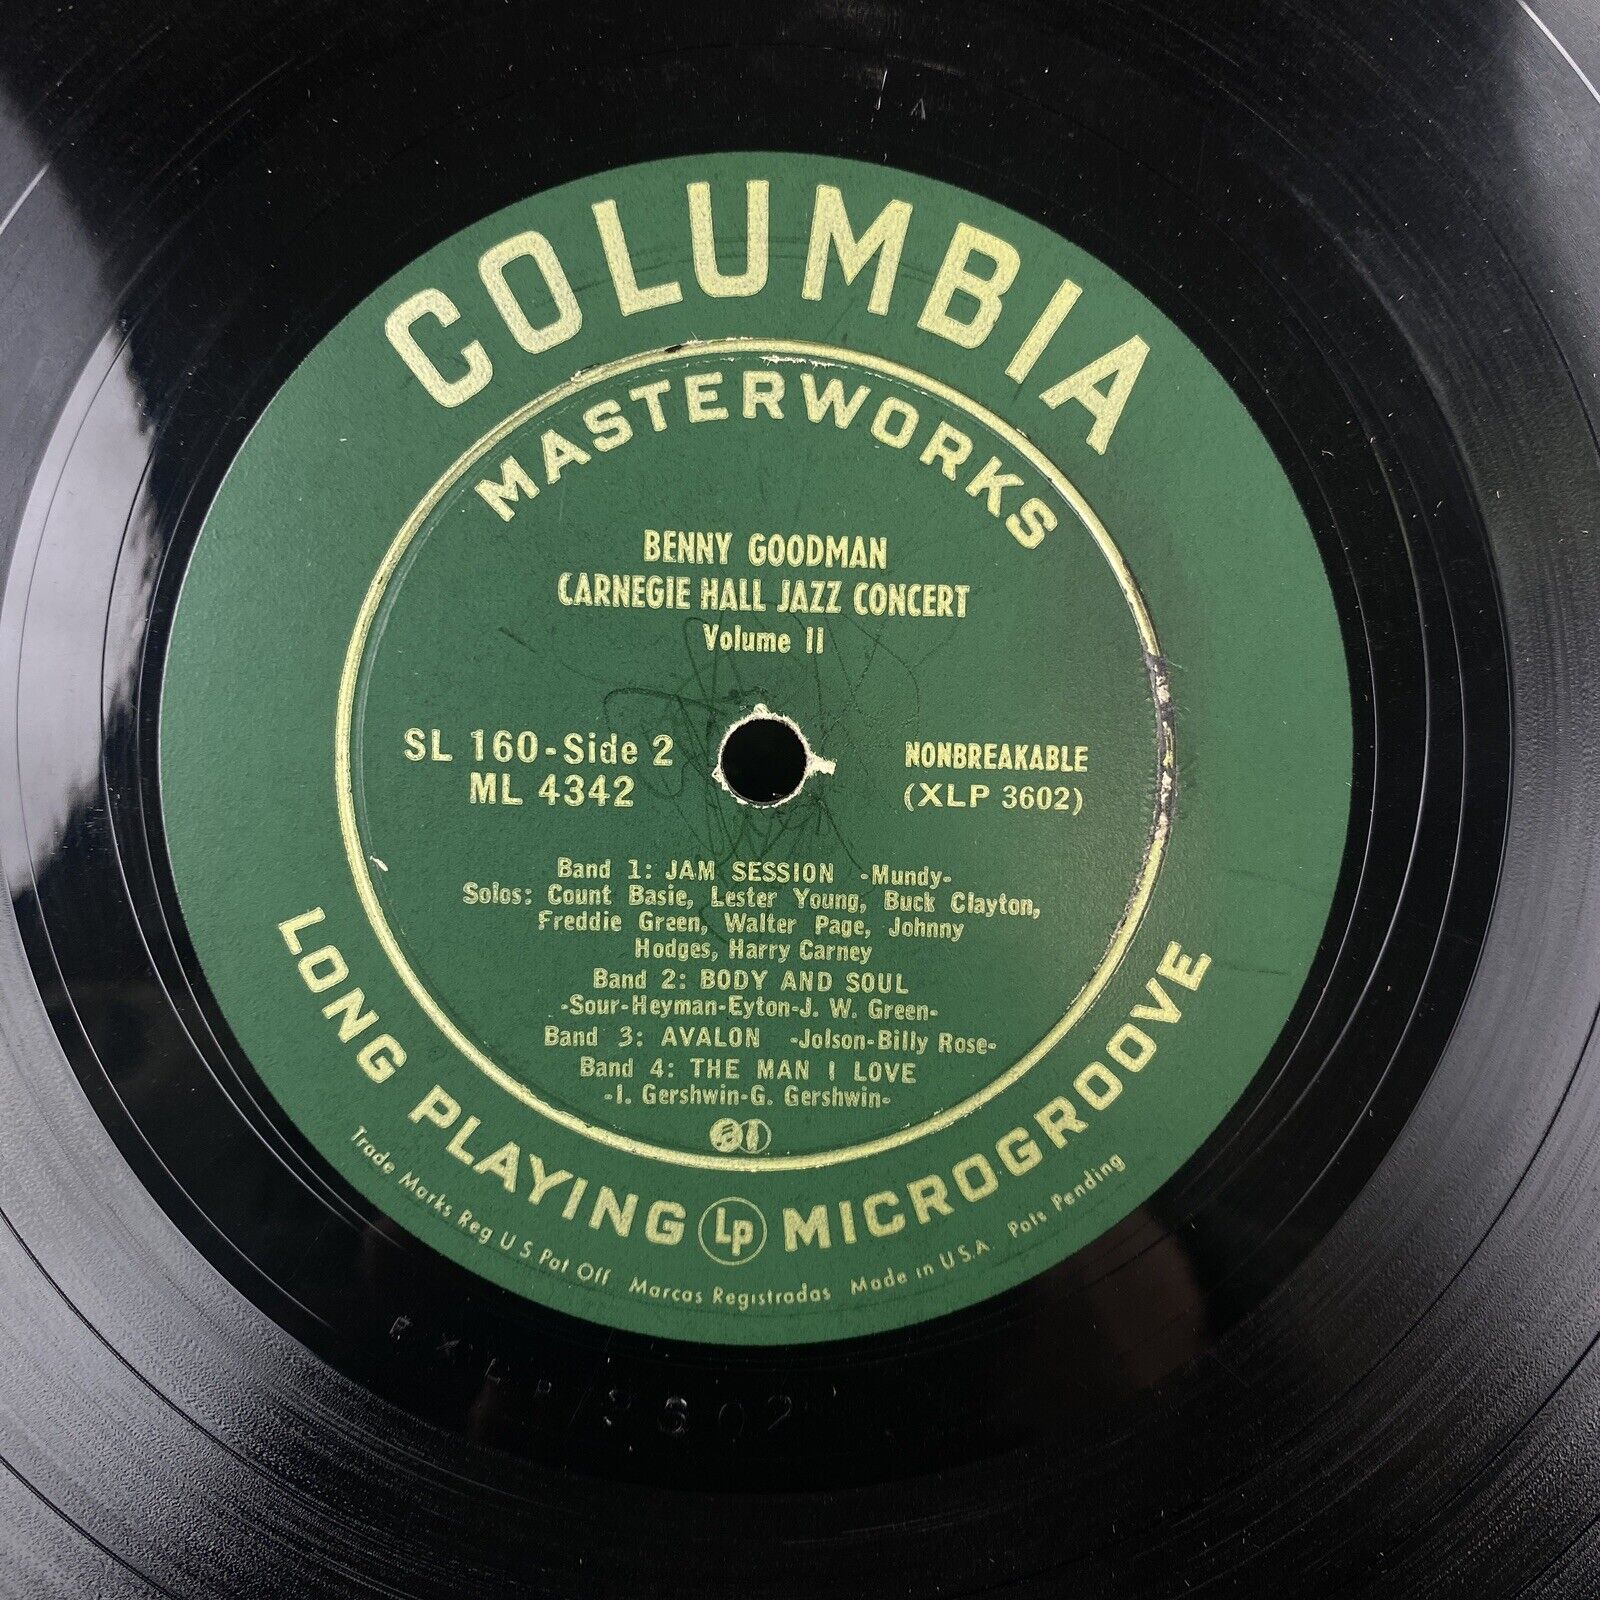 COLUMBIA
MASTERWORKS
BENNY GOODMAN
CARNEGIE HALL JAZZ CONCERT
Volume II
SL 160-Side 2
ML 4342
NONBREAKABLE
(XLP 3602)
Band 1: JAM SESSION -Mundy-
Solos: Count Basie, Lester Young, Buck Clayton,
Freddie Green, Walter Page, Johnny
Hodges, Harry Carney
Band 2: BODY AND SOUL
-Sour-Heyman-Eyton-J. W. Green-
Band 3: AVALON -Jolson-Billy Rose-
Band 4: THE MAN I LOVE
-I. Gershwin-G. Gershwin-
LONG PLAYING Lp MICROGROOVE
Trade Marks Reg U S Pat Off Marcas Registradas Made in U.S.A. Pats Pending